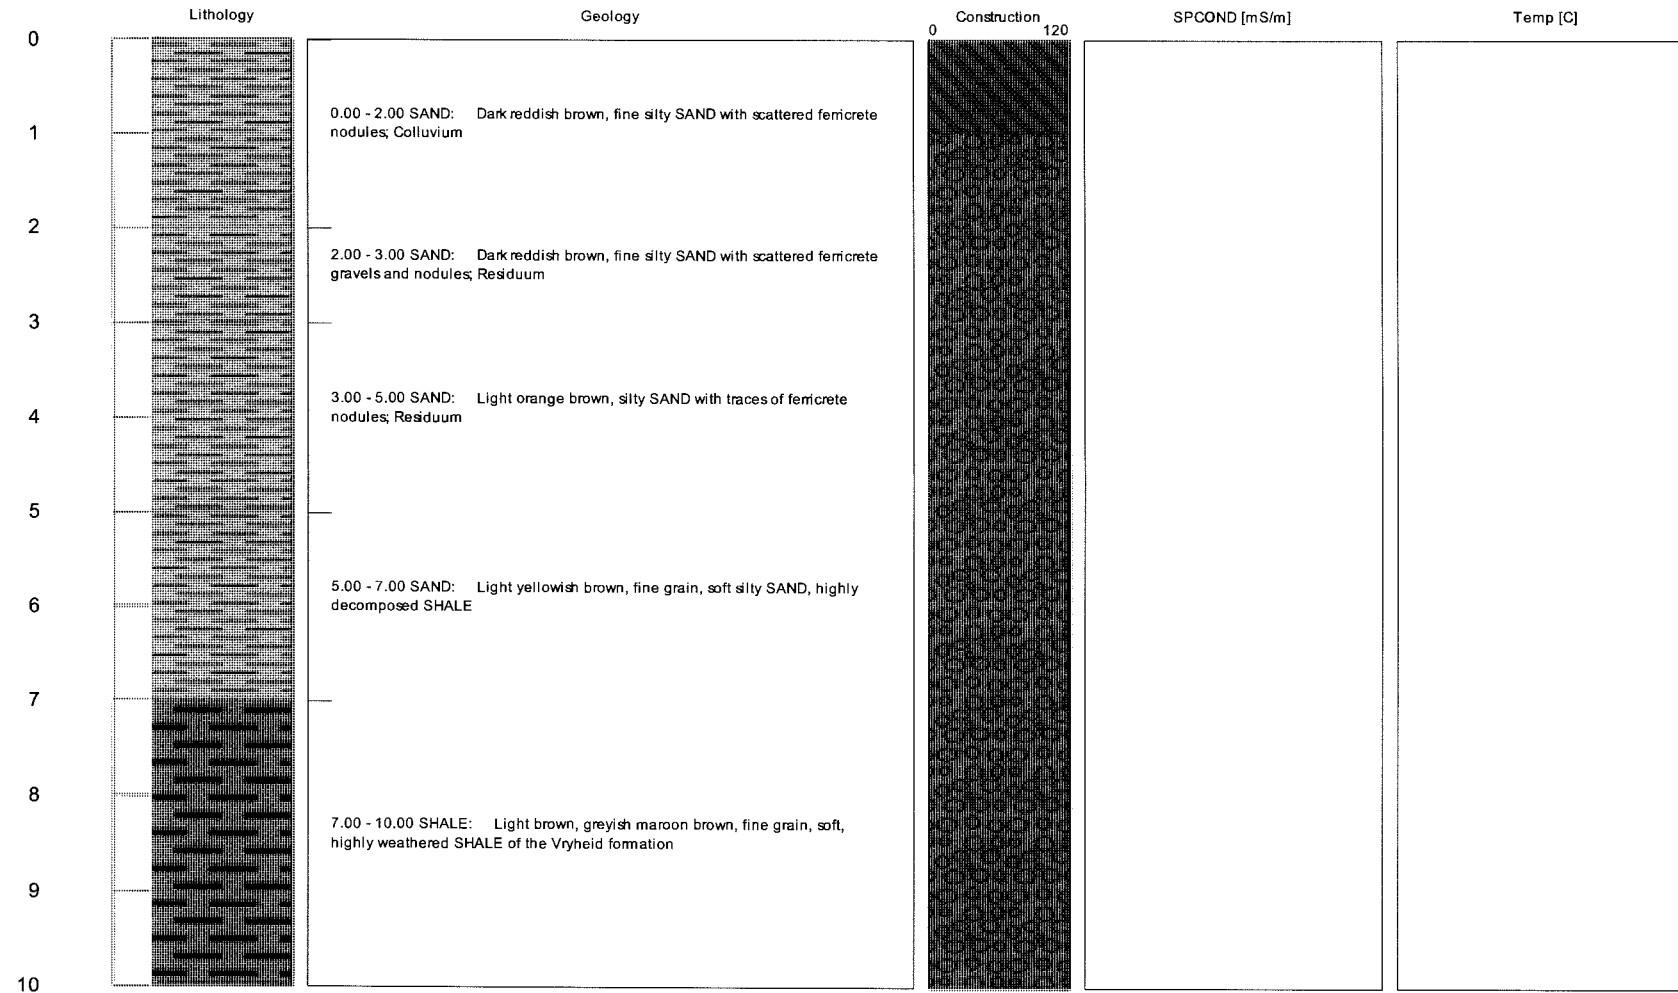 Lithology
Geology
Construction
SPCOND [mS/m]
Temp [C]
0
120
0
0.00 - 2.00 SAND: Dark reddish brown, fine silty SAND with scattered ferricrete
nodules; Colluvium
1
2
2.00 - 3.00 SAND: Dark reddish brown, fine silty SAND with scattered ferricrete
gravels and nodules; Residuum
3
3.00 - 5.00 SAND: Light orange brown, silty SAND with traces of ferricrete
nodules; Residuum
4
5
5.00 - 7.00 SAND: Light yellowish brown, fine grain, soft silty SAND, highly
decomposed SHALE
6
7
8
7.00 - 10.00 SHALE: Light brown, greyish maroon brown, fine grain, soft,
highly weathered SHALE of the Vryheid formation
9
10